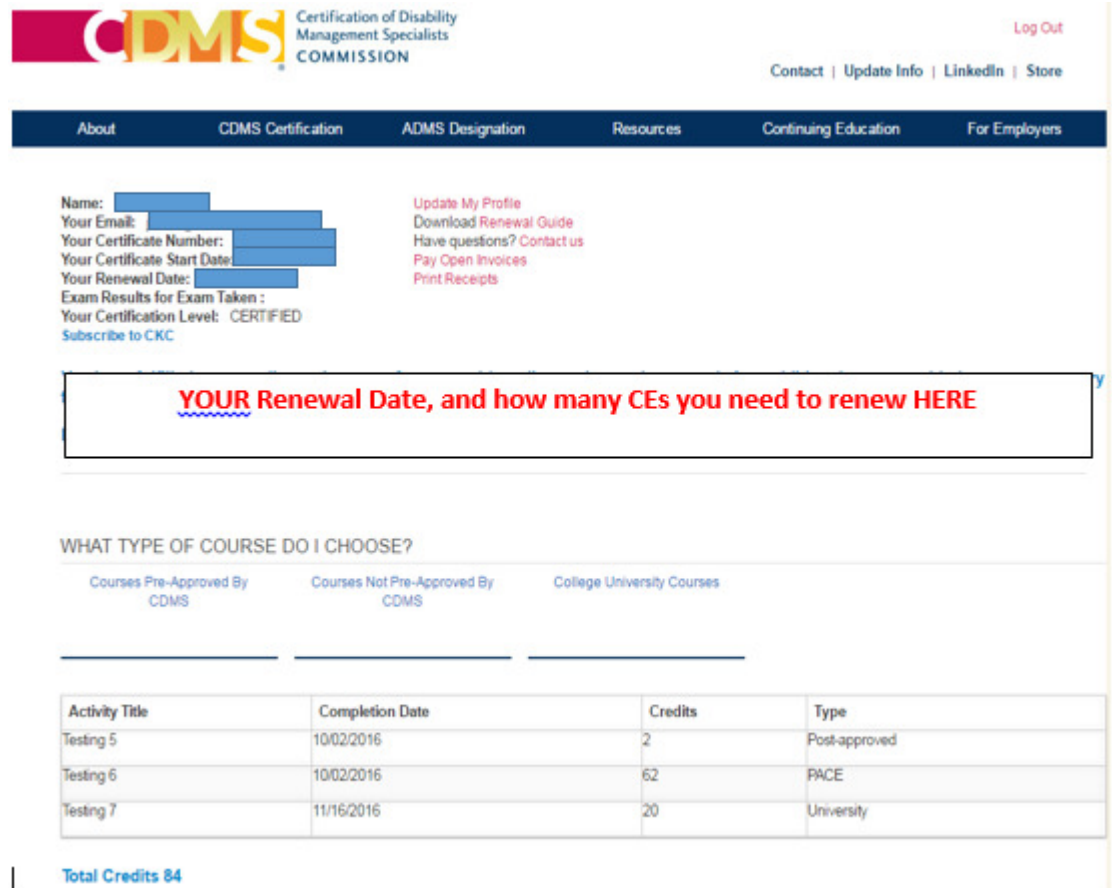 CDMS
Certification of Disability
Management Specialists
COMMISSION
Log Out
Contact | Update Info | LinkedIn | Store
About CDMS Certification ADMS Designation Resources Continuing Education For Employers
Name:
Your Email:
Your Certificate Number:
Your Certificate Start Date:
Your Renewal Date:
Exam Results for Exam Taken :
Your Certification Level: CERTIFIED
Subscribe to CKC
Update My Profile
Download Renewal Guide
Have questions? Contact us
Pay Open Invoices
Print Receipts
YOUR Renewal Date, and how many CEs you need to renew HERE
WHAT TYPE OF COURSE DO I CHOOSE?
Courses Pre-Approved By
CDMS
Courses Not Pre-Approved By
CDMS
College University Courses
Activity Title Completion Date Credits Type
Testing 5 10/02/2016 2 Post-approved
Testing 6 10/02/2016 62 PACE
Testing 7 11/16/2016 20 University
Total Credits 84